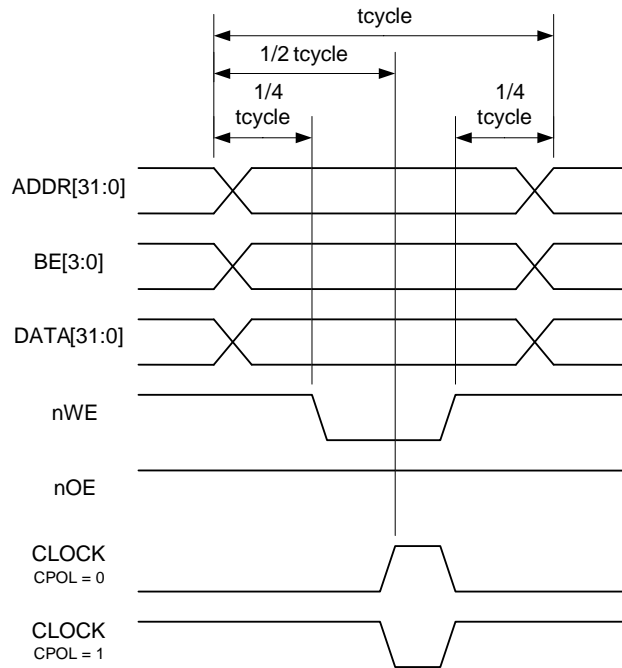 tcycle
1/2 tcycle
1/4
tcycle
1/4
tcycle
ADDR[31:0]
BE[3:0]
DATA[31:0]
nWE
nOE
CLOCK
CPOL = 0
CLOCK
CPOL = 1